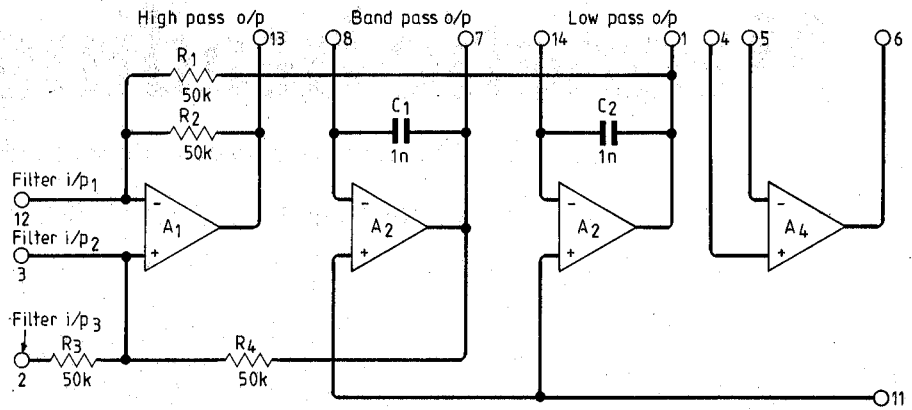 High pass o/p Band pass o/p Low pass o/p
13 8 7 14 1 4 5 6
R1
50k
R2
50k
C1
1n
C2
1n
Filter i/p1
12
Filter i/p2
3
Filter i/p3
2
- A1 +
- A2 +
- A2 +
- A4 +
R3
50k
R4
50k
11